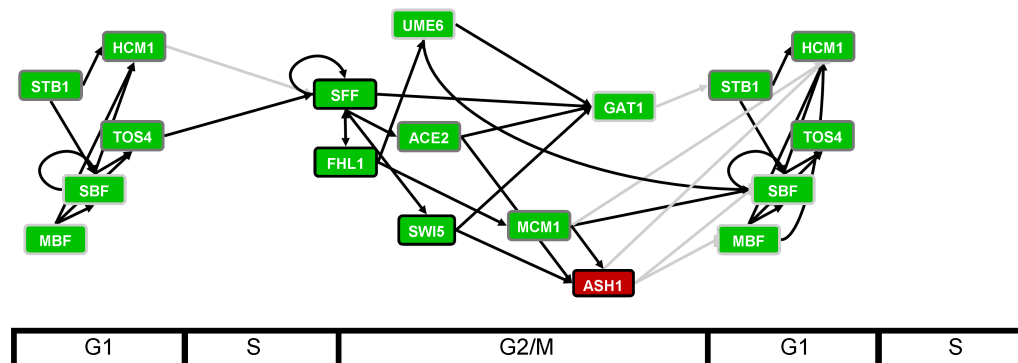 UME6
HCM1
HCM1
STB1
STB1
SFF
GAT1
TOS4
ACE2
TOS4
FHL1
SBF
SBF
SWI5
MCM1
MBF
MBF
ASH1
G1 S G2/M G1 S